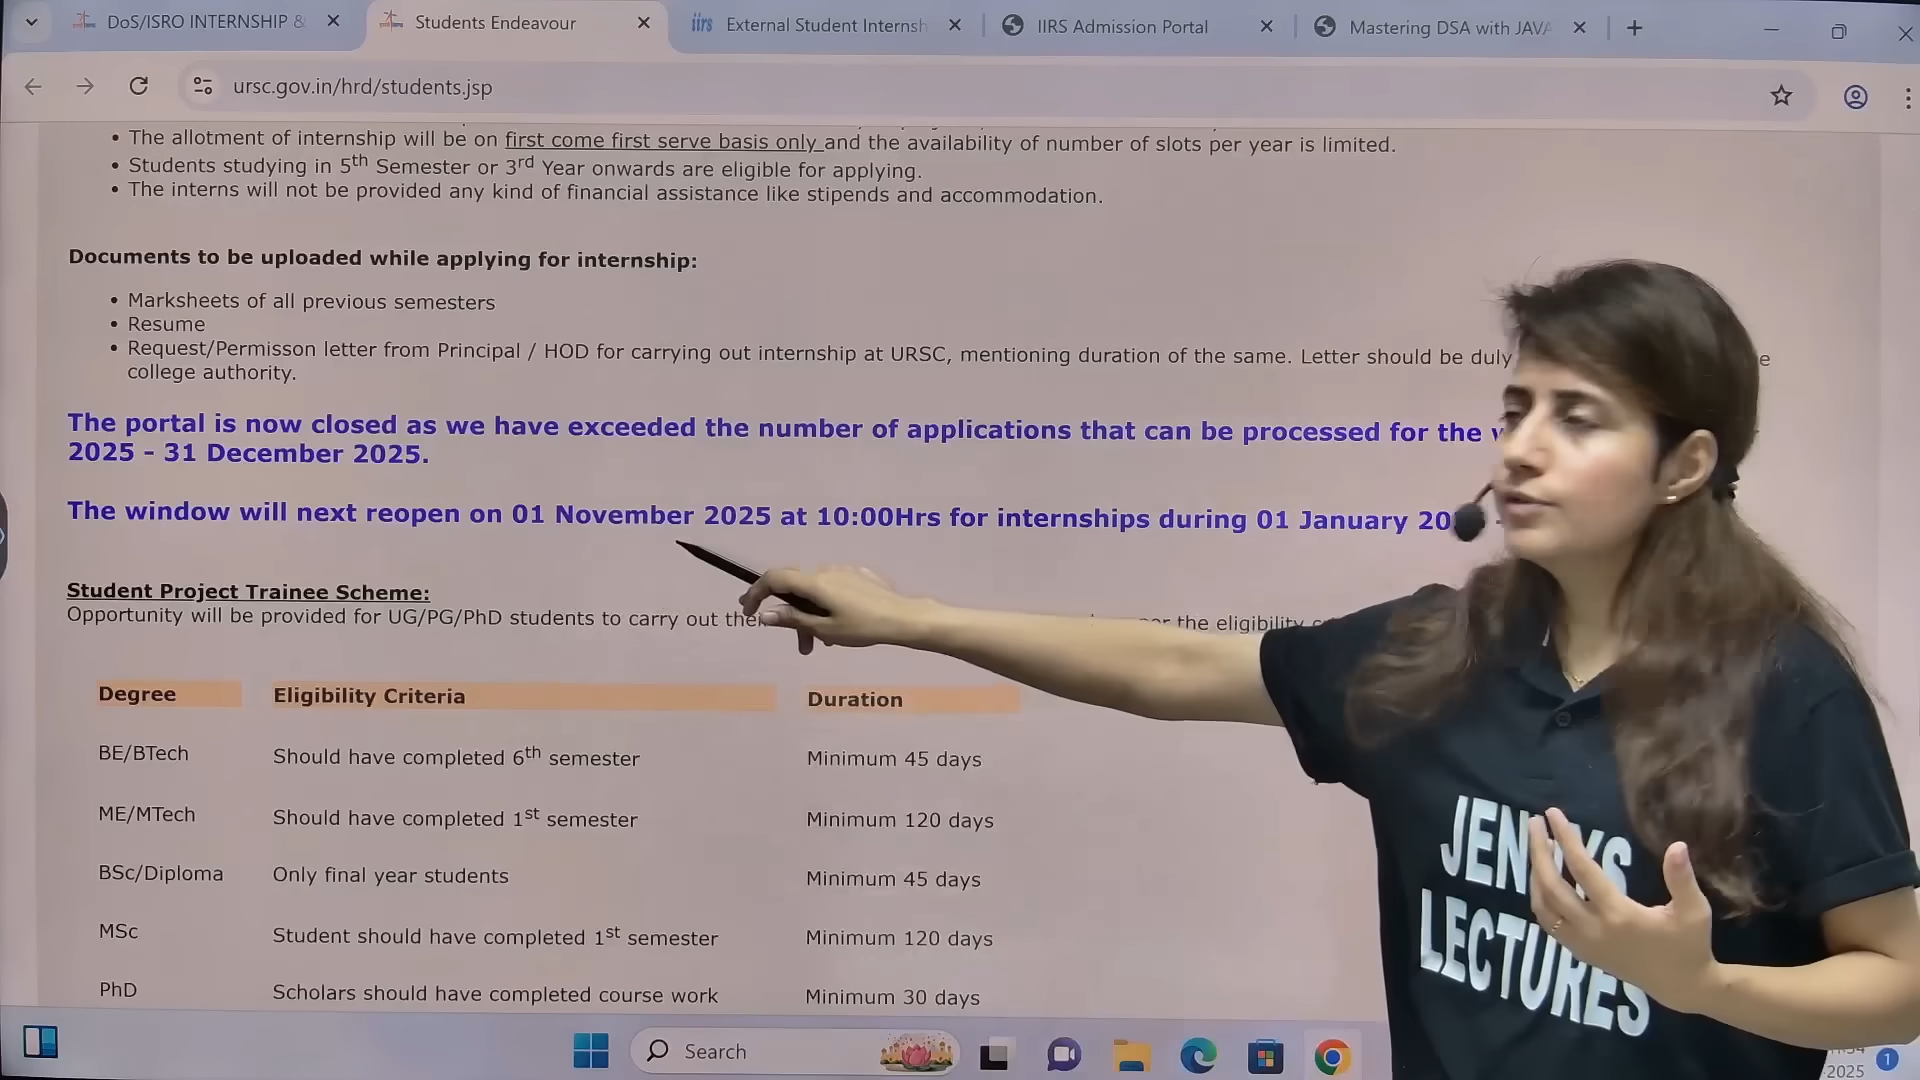 DoS/ISRO INTERNSHIP &
Students Endeavour
External Student Internsh
IIRS Admission Portal
Mastering DSA with JAVA
ursc.gov.in/hrd/students.jsp
• The allotment of internship will be on first come first serve basis only and the availability of number of slots per year is limited.
• Students studying in 5th Semester or 3rd Year onwards are eligible for applying.
• The interns will not be provided any kind of financial assistance like stipends and accommodation.
Documents to be uploaded while applying for internship:
• Marksheets of all previous semesters
• Resume
• Request/Permisson letter from Principal / HOD for carrying out internship at URSC, mentioning duration of the same. Letter should be duly
college authority.
The portal is now closed as we have exceeded the number of applications that can be processed for the
2025 - 31 December 2025.
The window will next reopen on 01 November 2025 at 10:00Hrs for internships during 01 January
Student Project Trainee Scheme:
Opportunity will be provided for UG/PG/PhD students to carry out the eligibility
Degree Eligibility Criteria Duration
BE/BTech Should have completed 6th semester Minimum 45 days
ME/MTech Should have completed 1st semester Minimum 120 days
BSc/Diploma Only final year students Minimum 45 days
MSc Student should have completed 1st semester Minimum 120 days
PhD Scholars should have completed course work Minimum 30 days
JENNYS
LECTURES
Search
2025
1